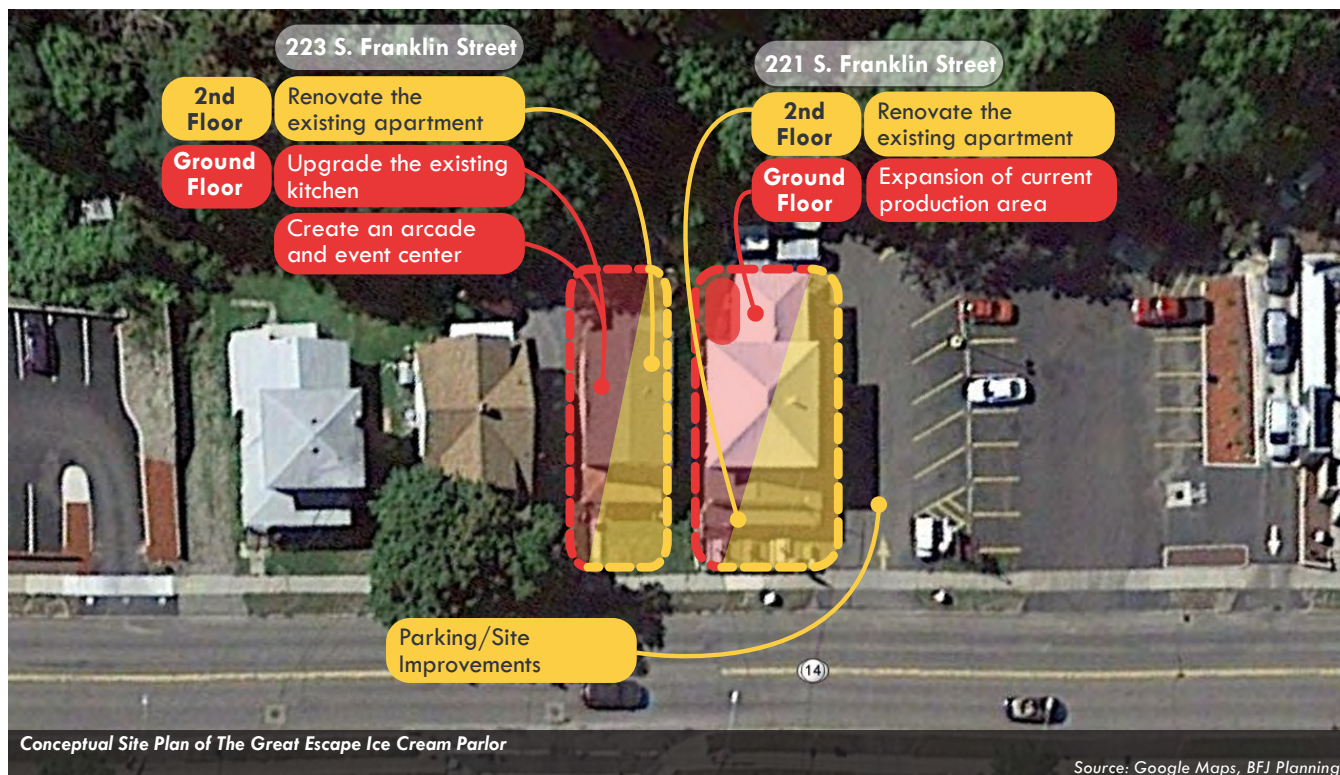 223 S. Franklin Street
2nd
Floor
Renovate the
existing apartment
Ground
Floor
Upgrade the existing
kitchen
Create an arcade
and event center
221 S. Franklin Street
2nd
Floor
Renovate the
existing apartment
Ground
Floor
Expansion of current
production area
Parking/Site
Improvements
14
Conceptual Site Plan of The Great Escape Ice Cream Parlor
Source: Google Maps, BFJ Planning